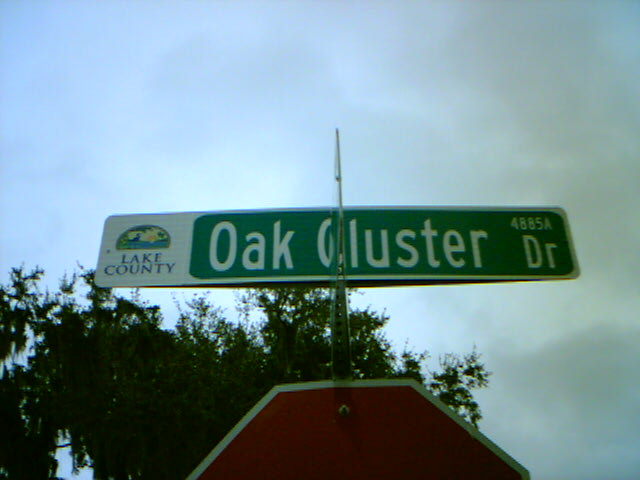 LAKE
COUNTY
Oak Cluster Dr
4885A